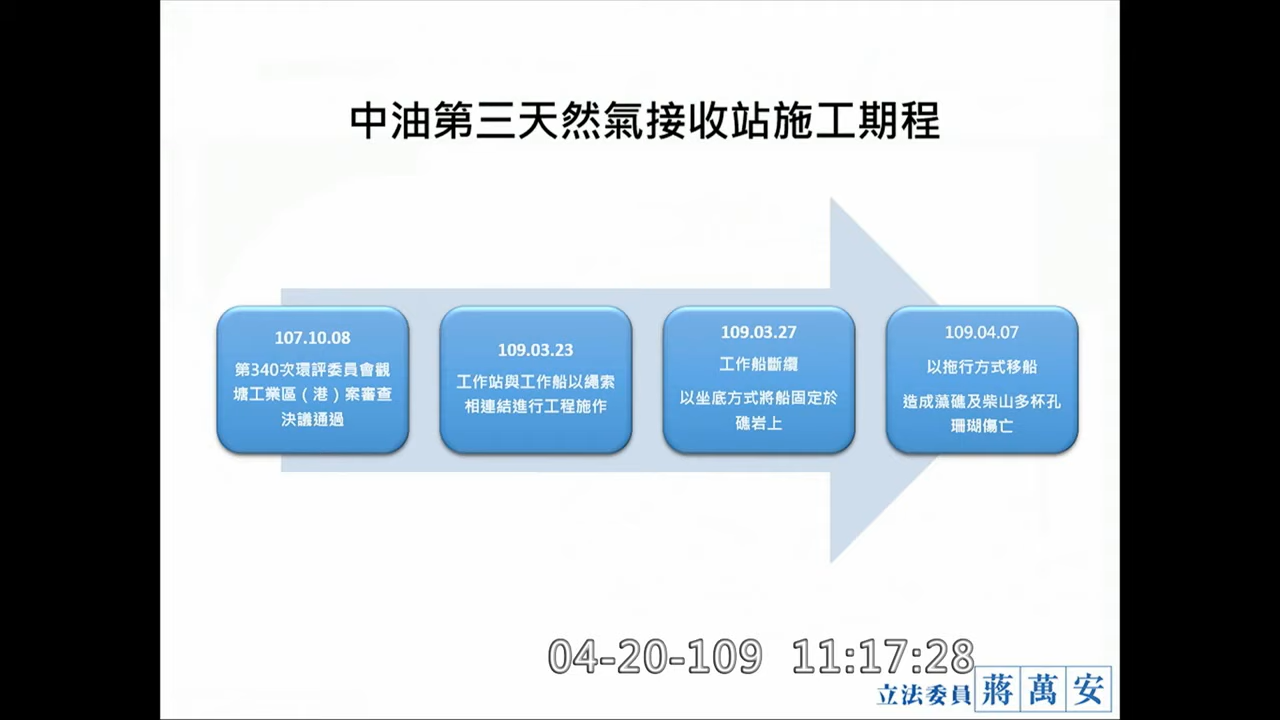 中油第三天然氣接收站施工期程
107.10.08
第340次環評委員會觀
塘工業區（港）案審查
決議通過
109.03.23
工作站與工作船以繩索
相連結進行工程施作
109.03.27
工作船斷纜
以坐底方式將船固定於
礁岩上
109.04.07
以拖行方式移船
造成藻礁及柴山多杯孔
珊瑚傷亡
04-20-109 11:17:28
立法委員 蔣萬安